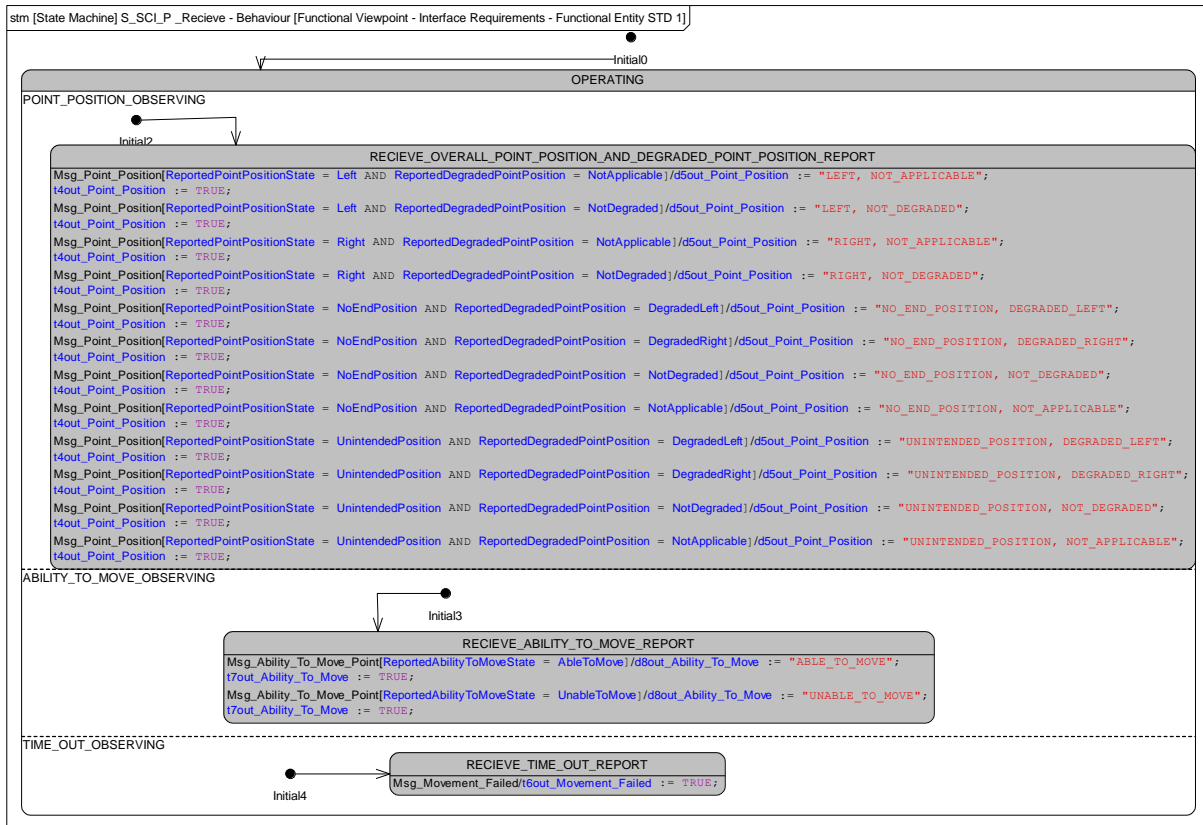 stm [State Machine] S_SCI_P _Recieve - Behaviour [Functional Viewpoint - Interface Requirements - Functional Entity STD 1]
Initial0
OPERATING
POINT_POSITION_OBSERVING
Initial2
RECIEVE_OVERALL_POINT_POSITION_AND_DEGRADED_POINT_POSITION_REPORT
Msg_Point_Position[ReportedPointPositionState = Left AND ReportedDegradedPointPosition = NotApplicable]/d5out_Point_Position := "LEFT, NOT_APPLICABLE";
t4out_Point_Position := TRUE;
Msg_Point_Position[ReportedPointPositionState = Left AND ReportedDegradedPointPosition = NotDegraded]/d5out_Point_Position := "LEFT, NOT_DEGRADED";
t4out_Point_Position := TRUE;
Msg_Point_Position[ReportedPointPositionState = Right AND ReportedDegradedPointPosition = NotApplicable]/d5out_Point_Position := "RIGHT, NOT_APPLICABLE";
t4out_Point_Position := TRUE;
Msg_Point_Position[ReportedPointPositionState = Right AND ReportedDegradedPointPosition = NotDegraded]/d5out_Point_Position := "RIGHT, NOT_DEGRADED";
t4out_Point_Position := TRUE;
Msg_Point_Position[ReportedPointPositionState = NoEndPosition AND ReportedDegradedPointPosition = DegradedLeft]/d5out_Point_Position := "NO_END_POSITION, DEGRADED_LEFT";
t4out_Point_Position := TRUE;
Msg_Point_Position[ReportedPointPositionState = NoEndPosition AND ReportedDegradedPointPosition = DegradedRight]/d5out_Point_Position := "NO_END_POSITION, DEGRADED_RIGHT";
t4out_Point_Position := TRUE;
Msg_Point_Position[ReportedPointPositionState = NoEndPosition AND ReportedDegradedPointPosition = NotDegraded]/d5out_Point_Position := "NO_END_POSITION, NOT_DEGRADED";
t4out_Point_Position := TRUE;
Msg_Point_Position[ReportedPointPositionState = NoEndPosition AND ReportedDegradedPointPosition = NotApplicable]/d5out_Point_Position := "NO_END_POSITION, NOT_APPLICABLE";
t4out_Point_Position := TRUE;
Msg_Point_Position[ReportedPointPositionState = UnintendedPosition AND ReportedDegradedPointPosition = DegradedLeft]/d5out_Point_Position := "UNINTENDED_POSITION, DEGRADED_LEFT";
t4out_Point_Position := TRUE;
Msg_Point_Position[ReportedPointPositionState = UnintendedPosition AND ReportedDegradedPointPosition = DegradedRight]/d5out_Point_Position := "UNINTENDED_POSITION, DEGRADED_RIGHT";
t4out_Point_Position := TRUE;
Msg_Point_Position[ReportedPointPositionState = UnintendedPosition AND ReportedDegradedPointPosition = NotDegraded]/d5out_Point_Position := "UNINTENDED_POSITION, NOT_DEGRADED";
t4out_Point_Position := TRUE;
Msg_Point_Position[ReportedPointPositionState = UnintendedPosition AND ReportedDegradedPointPosition = NotApplicable]/d5out_Point_Position := "UNINTENDED_POSITION, NOT_APPLICABLE";
t4out_Point_Position := TRUE;
ABILITY_TO_MOVE_OBSERVING
Initial3
RECIEVE_ABILITY_TO_MOVE_REPORT
Msg_Ability_To_Move_Point[ReportedAbilityToMoveState = AbleToMove]/d8out_Ability_To_Move := "ABLE_TO_MOVE";
t7out_Ability_To_Move := TRUE;
Msg_Ability_To_Move_Point[ReportedAbilityToMoveState = UnableToMove]/d8out_Ability_To_Move := "UNABLE_TO_MOVE";
t7out_Ability_To_Move := TRUE;
TIME_OUT_OBSERVING
Initial4
RECIEVE_TIME_OUT_REPORT
Msg_Movement_Failed/t6out_Movement_Failed := TRUE;